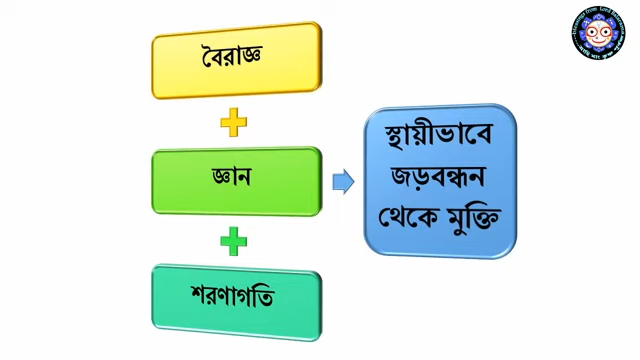 বৈরাজ্ঞ
+
জ্ঞান
+
শরণাগতি
স্থায়ীভাবে
জড়বন্ধন
থেকে মুক্তি